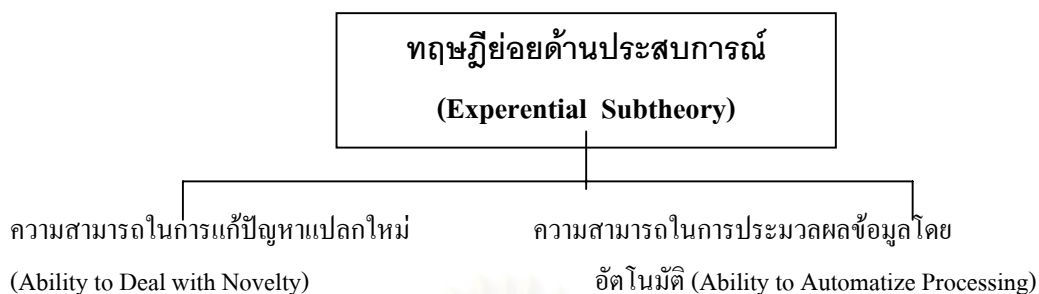 ทฤษฎีย่อยด้านประสบการณ์
(Experential Subtheory)
ความสามารถในการแก้ปัญหาแปลกใหม่
(Ability to Deal with Novelty)
ความสามารถในการประมวลผลข้อมูลโดย
อัตโนมัติ (Ability to Automatize Processing)